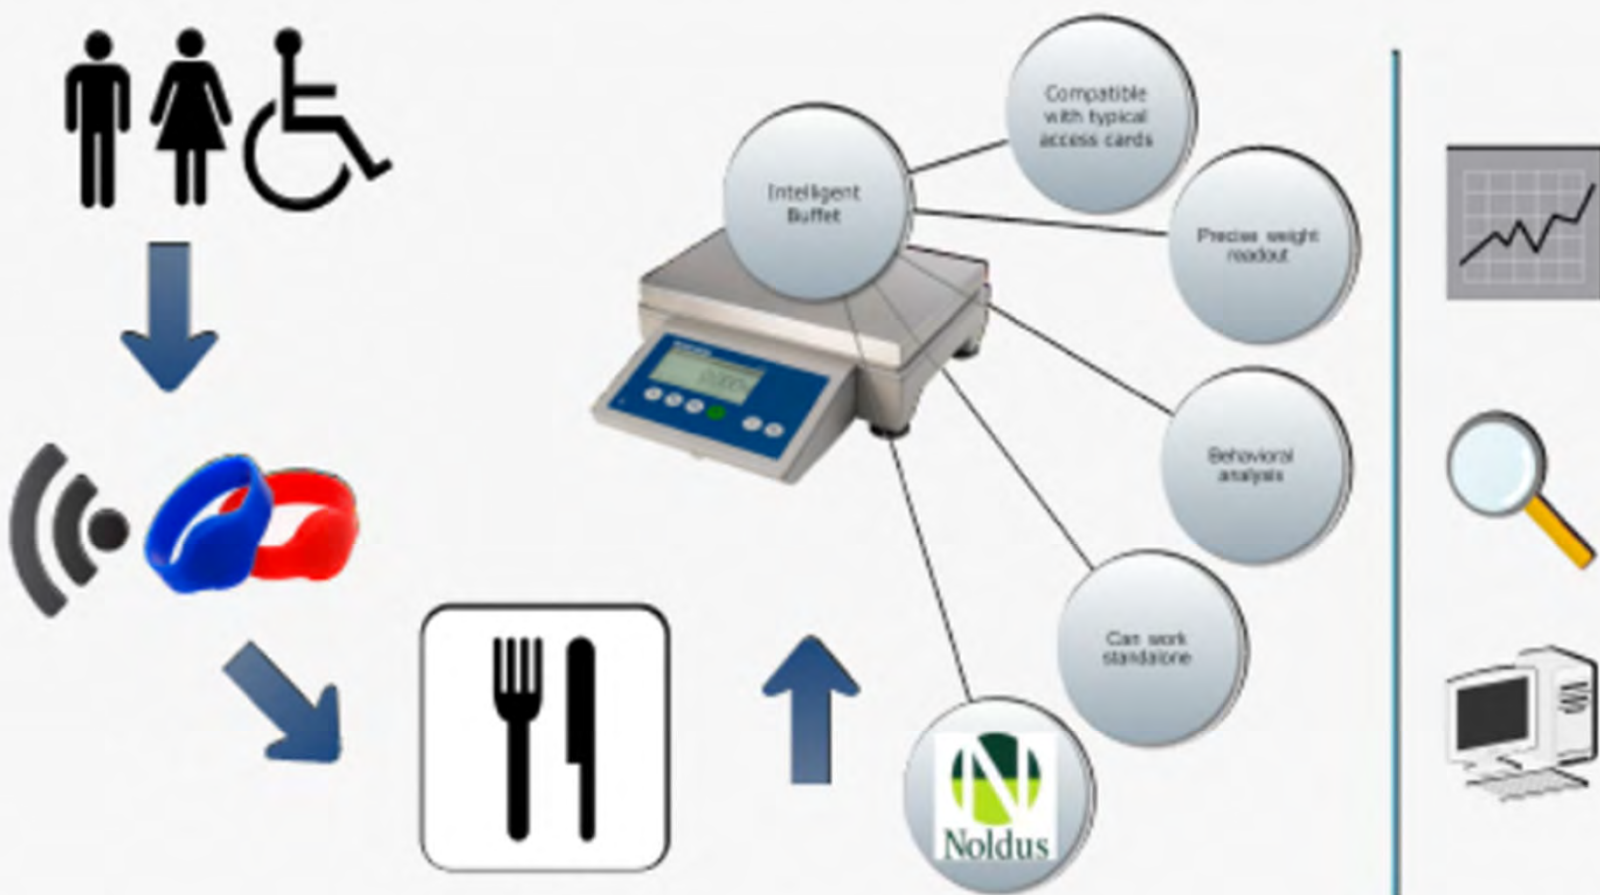 Compatible
with typical
access cards
Intelligent
Buffet
Precise weight
readout
Behavioral
analysis
Can work
standalone
Noldus